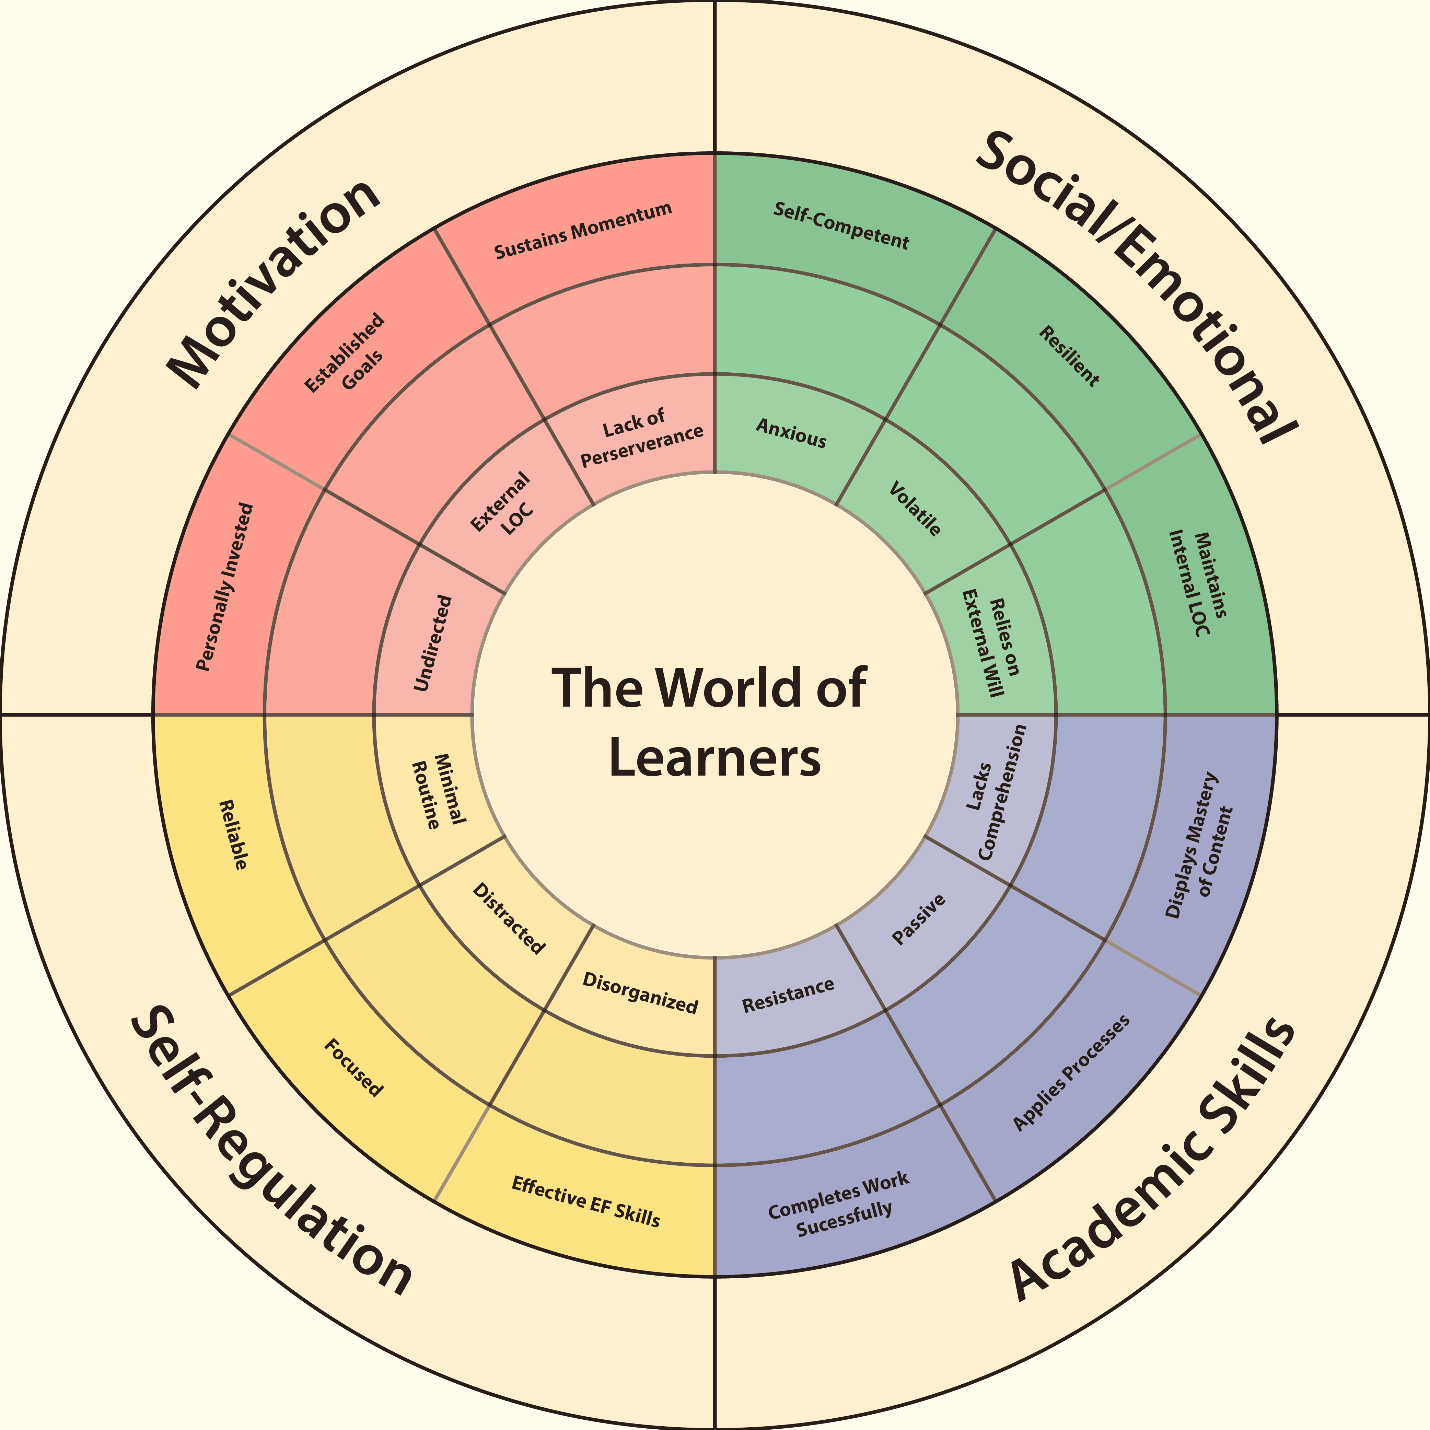 The World of
Learners
Motivation
Sustains Momentum
Established
Goals
Personally Invested
Lack of
Perserverance
External
LOC
Undirected
Social/Emotional
Self-Competent
Resilient
Maintains
Internal LOC
Anxious
Volatile
Relies on
External Will
Academic Skills
Displays Mastery
of Content
Applies Processes
Completes Work
Sucessfully
Lacks
Comprehension
Passive
Resistance
Self-Regulation
Reliable
Focused
Effective EF Skills
Minimal
Routine
Distracted
Disorganized